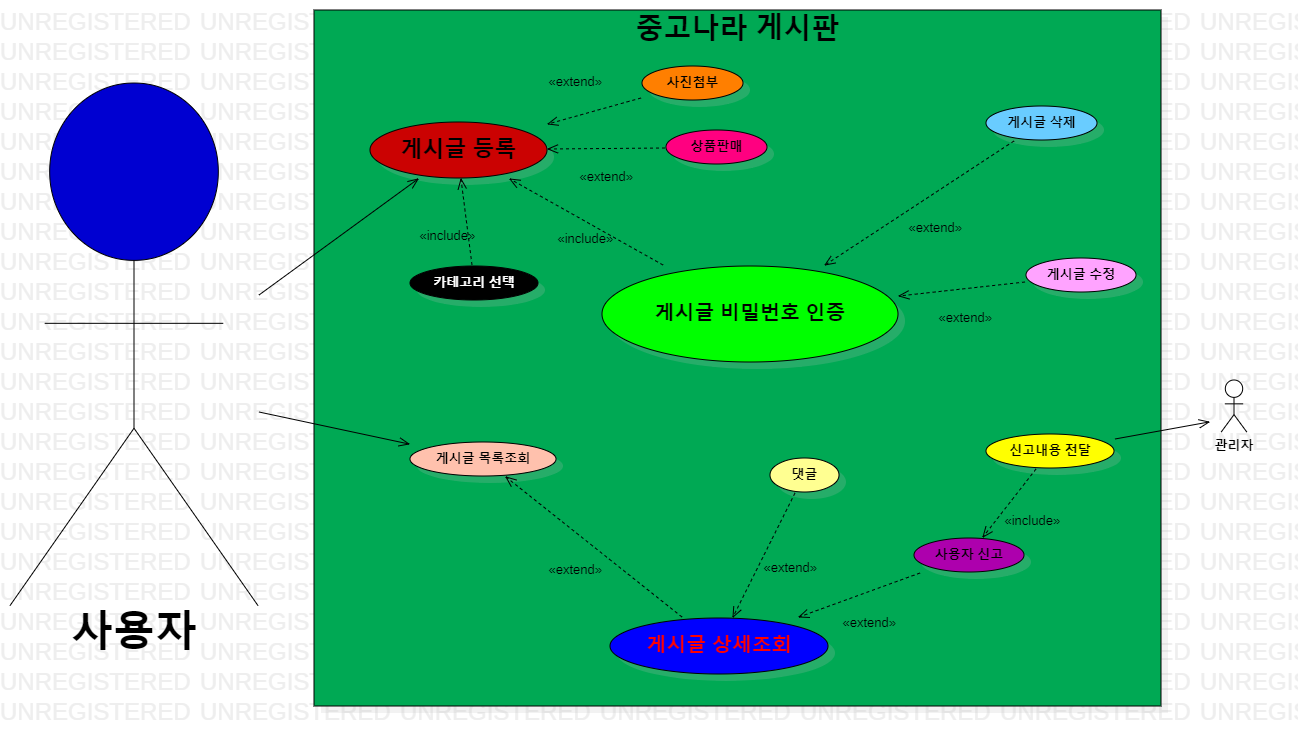 중고나라 게시판
«extend»
사진첨부
게시글 삭제
게시글 등록
상품판매
«extend»
«include»
«include»
«extend»
카테고리 선택
게시글 수정
게시글 비밀번호 인증
«extend»
관리자
게시글 목록조회
신고내용 전달
댓글
«include»
사용자 신고
«extend»
«extend»
사용자
«extend»
게시글 상세조회
UNREGISTERED